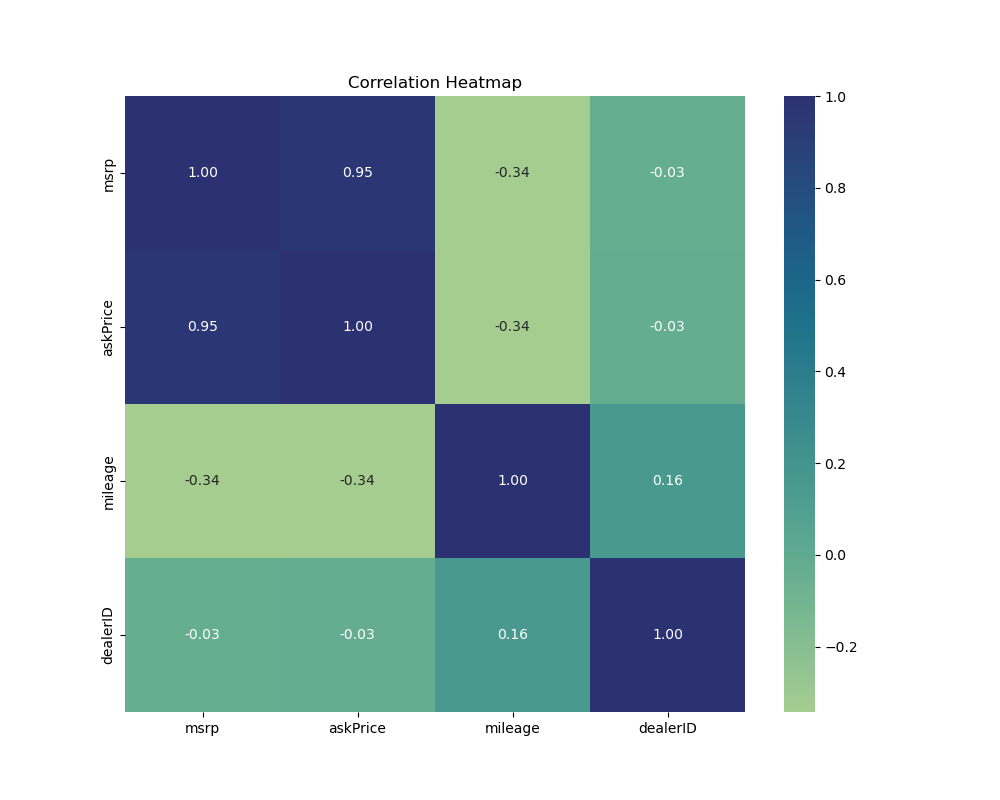 Correlation Heatmap
msrp
1.00 0.95 -0.34 -0.03
askPrice
0.95 1.00 -0.34 -0.03
mileage
-0.34 -0.34 1.00 0.16
dealerID
-0.03 -0.03 0.16 1.00
msrp askPrice mileage dealerID
1.0
0.8
0.6
0.4
0.2
0.0
−0.2